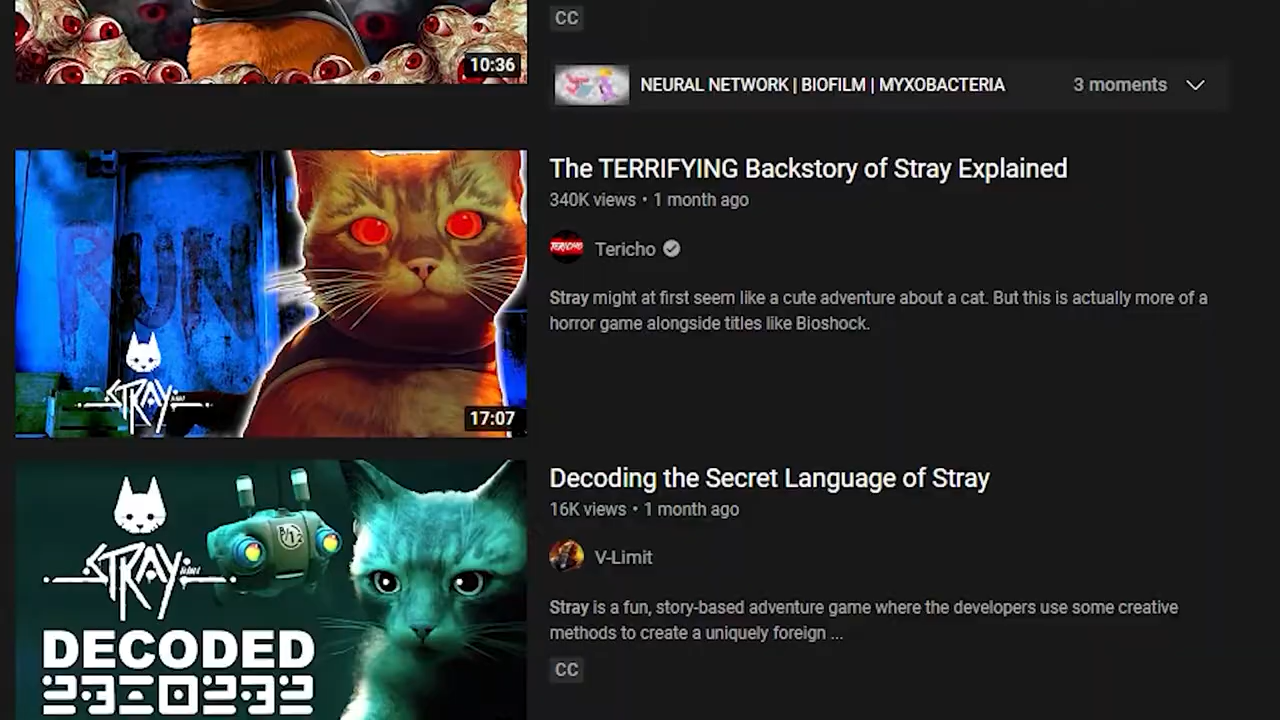 CC
10:36
NEURAL NETWORK | BIOFILM | MYXOBACTERIA
3 moments
RUN
STRAY
17:07
The TERRIFYING Backstory of Stray Explained
340K views • 1 month ago
TERICHO
Tericho
Stray might at first seem like a cute adventure about a cat. But this is actually more of a
horror game alongside titles like Bioshock.
STRAY
B/12
DECODED
Decoding the Secret Language of Stray
16K views • 1 month ago
V-Limit
Stray is a fun, story-based adventure game where the developers use some creative
methods to create a uniquely foreign ...
CC